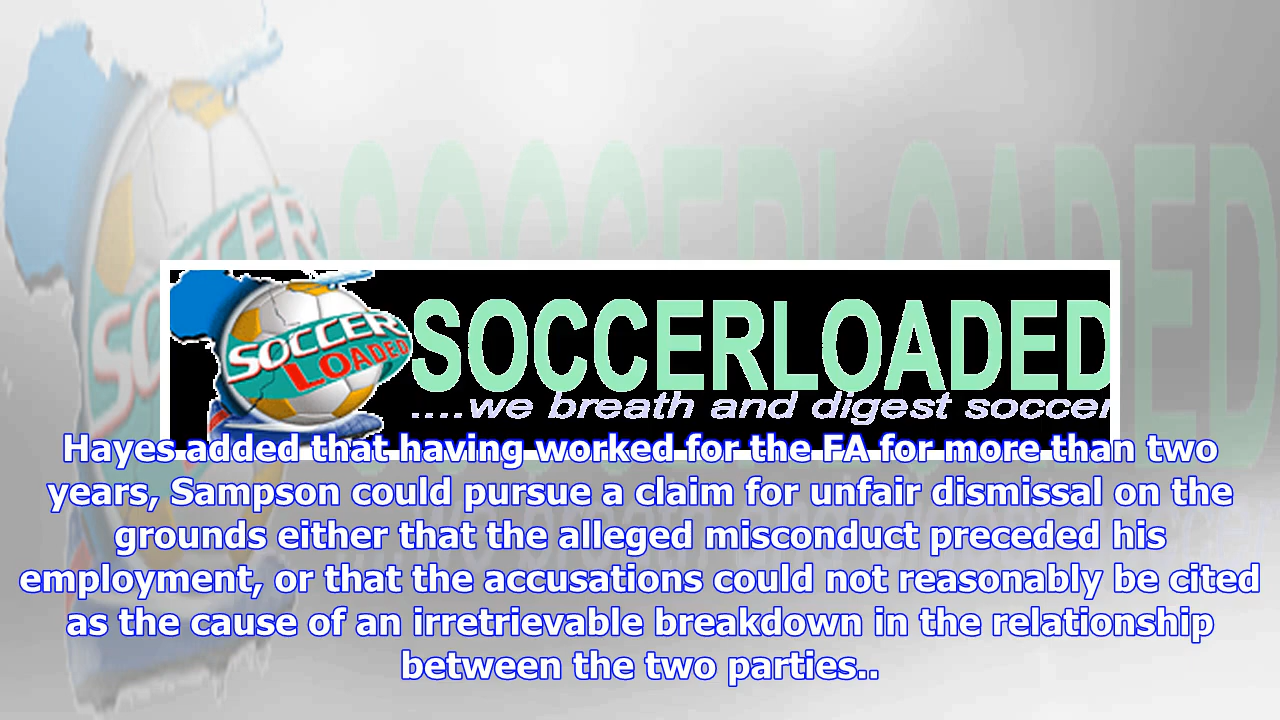 SOCCERLOADED
SOCCER
LOADED
SOCCERLOADED
....we breath and digest soccer
Hayes added that having worked for the FA for more than two
years, Sampson could pursue a claim for unfair dismissal on the
grounds either that the alleged misconduct preceded his
employment, or that the accusations could not reasonably be cited
as the cause of an irretrievable breakdown in the relationship
between the two parties..